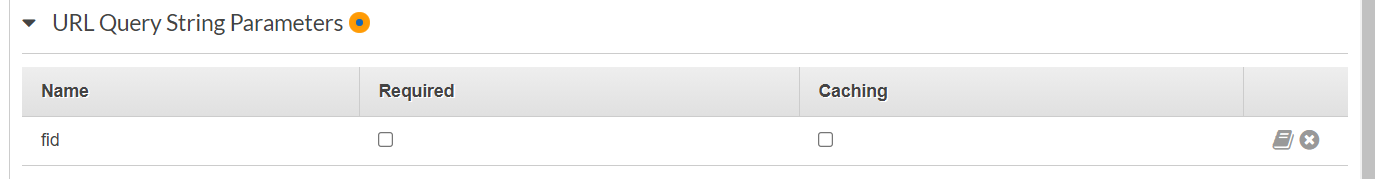 URL Query String Parameters
Name Required Caching
fid